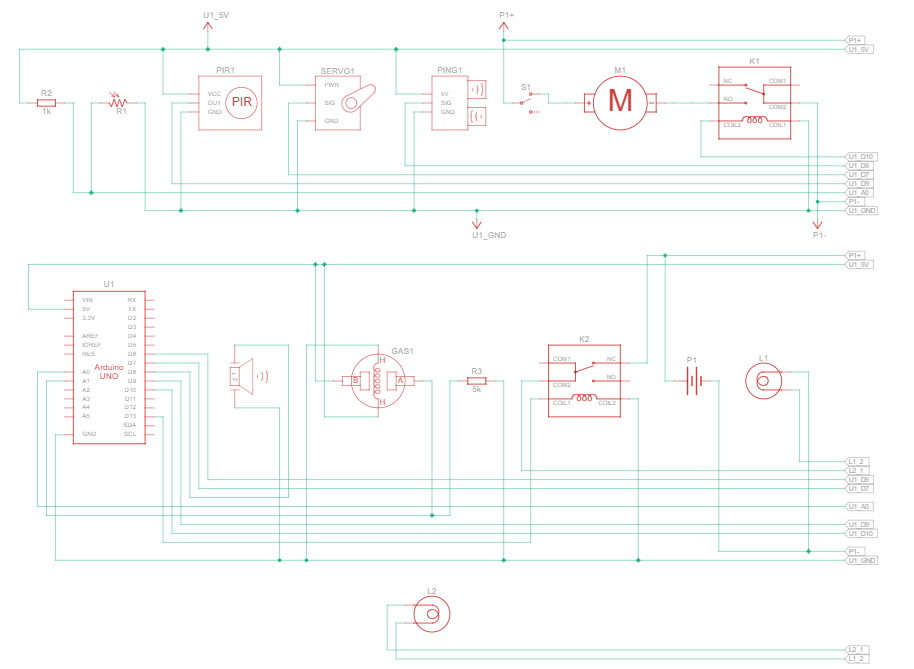 U1_5V
P1+
P1+
U1_5V
PIR1
VCC
OUT
GND
PIR
SERVO1
PWR
SIG
GND
PING1
5V
SIG
GND
S1
M1
+
M
-
K1
NC
COM1
NO
COM2
COIL2
COIL1
R2
1k
R1
U1_D10
U1_D6
U1_D7
U1_D9
U1_A0
P1-
U1_GND
U1_GND
P1-
P1+
U1_5V
U1
VIN
5V
3.3V
AREF
IOREF
RES
A0
A1
A2
A3
A4
A5
GND
Arduino
UNO
RX
TX
D2
D3
D4
D5
D6
D7
D8
D9
D10
D11
D12
D13
SDA
SCL
1
2
GAS1
H
B
A
H
R3
5k
K2
COM1
NC
COM2
NO
COIL1
COIL2
P1
L1
L1_2
L2_1
U1_D6
U1_D7
U1_A0
U1_D9
U1_D10
P1-
U1_GND
L2
L2_1
L1_2